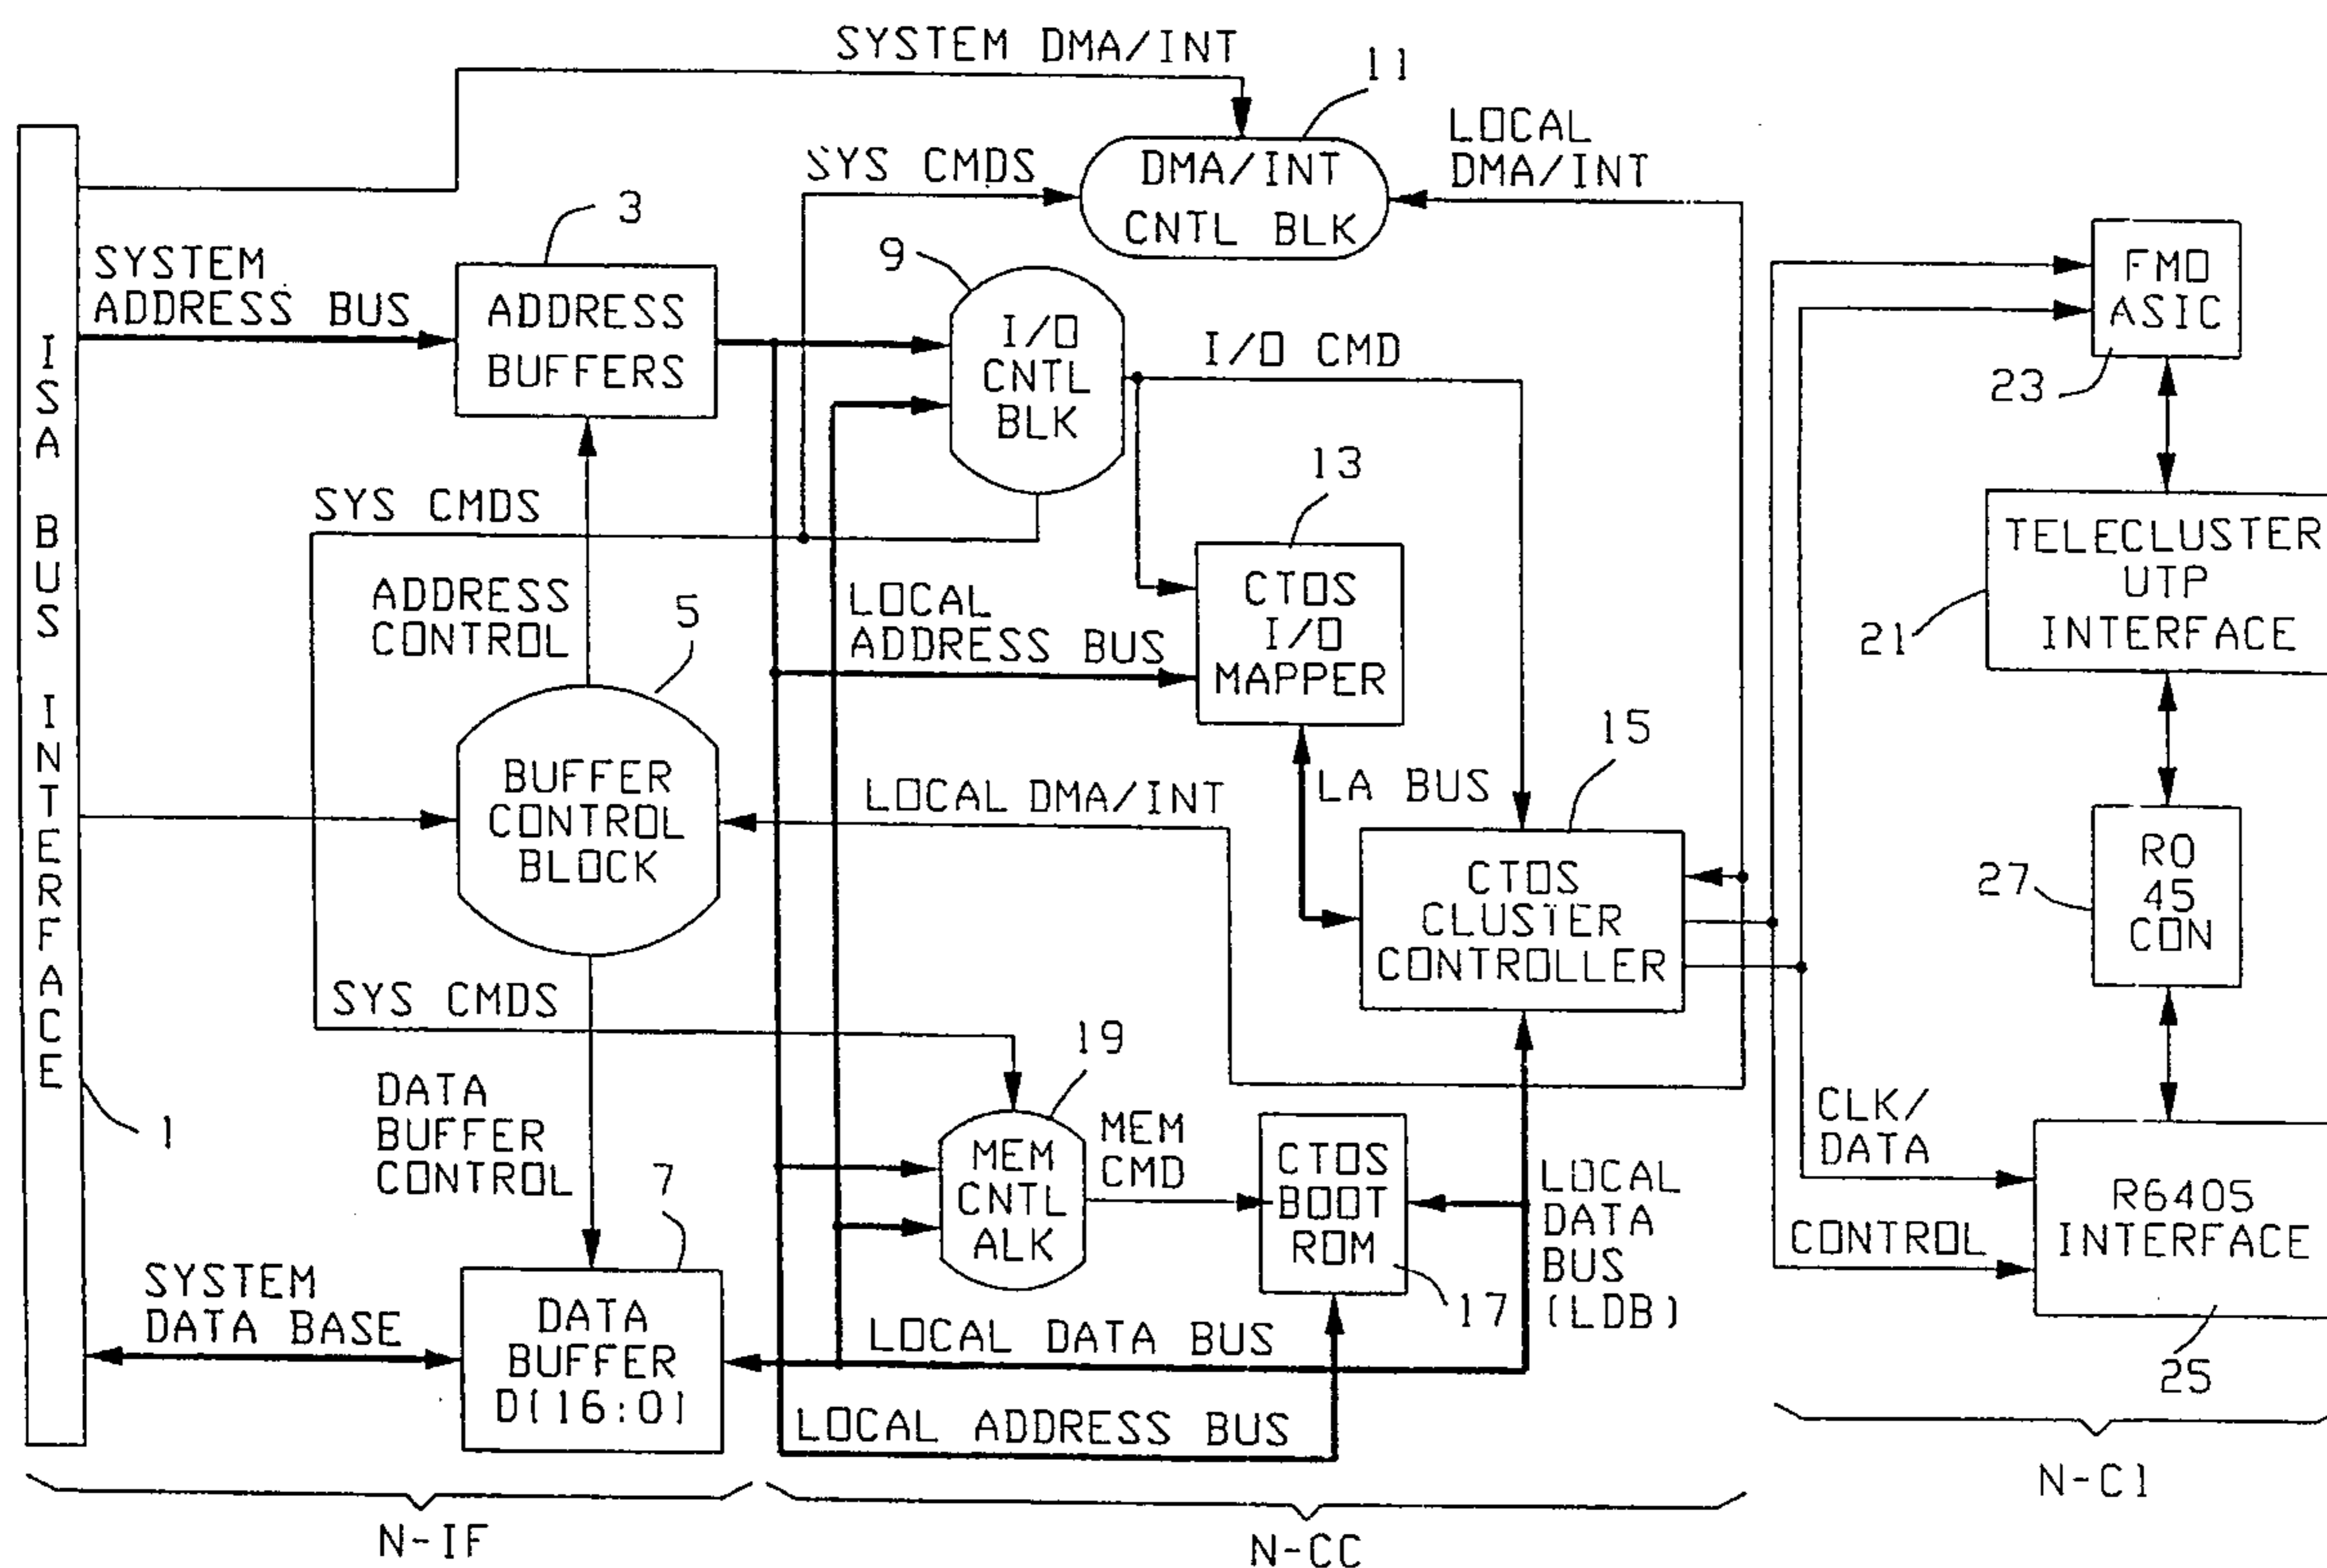 SYSTEM DMA/INT
11
SYS CMDS
DMA/INT
CNTL BLK
LOCAL
DMA/INT
3
SYSTEM
ADDRESS BUS
ADDRESS
BUFFERS
9
I/O
CNTL
BLK
I/O CMD
FMO
ASIC
23
ISA BUS INTERFACE
1
SYS CMDS
ADDRESS
CONTROL
5
BUFFER
CONTROL
BLOCK
LOCAL
ADDRESS BUS
13
CTOS
I/O
MAPPER
TELECLUSTER
UTP
INTERFACE
21
LOCAL DMA/INT
LA BUS
15
CTOS
CLUSTER
CONTROLLER
RO
45
CON
27
SYS CMDS
DATA
BUFFER
CONTROL
19
MEM
CNTL
ALK
MEM
CMD
CTOS
BOOT
ROM
17
LOCAL
DATA
BUS
(LDB)
CLK/
DATA
CONTROL
R6405
INTERFACE
25
7
SYSTEM
DATA BASE
DATA
BUFFER
D[16:0]
LOCAL DATA BUS
LOCAL ADDRESS BUS
N-IF
N-CC
N-C1